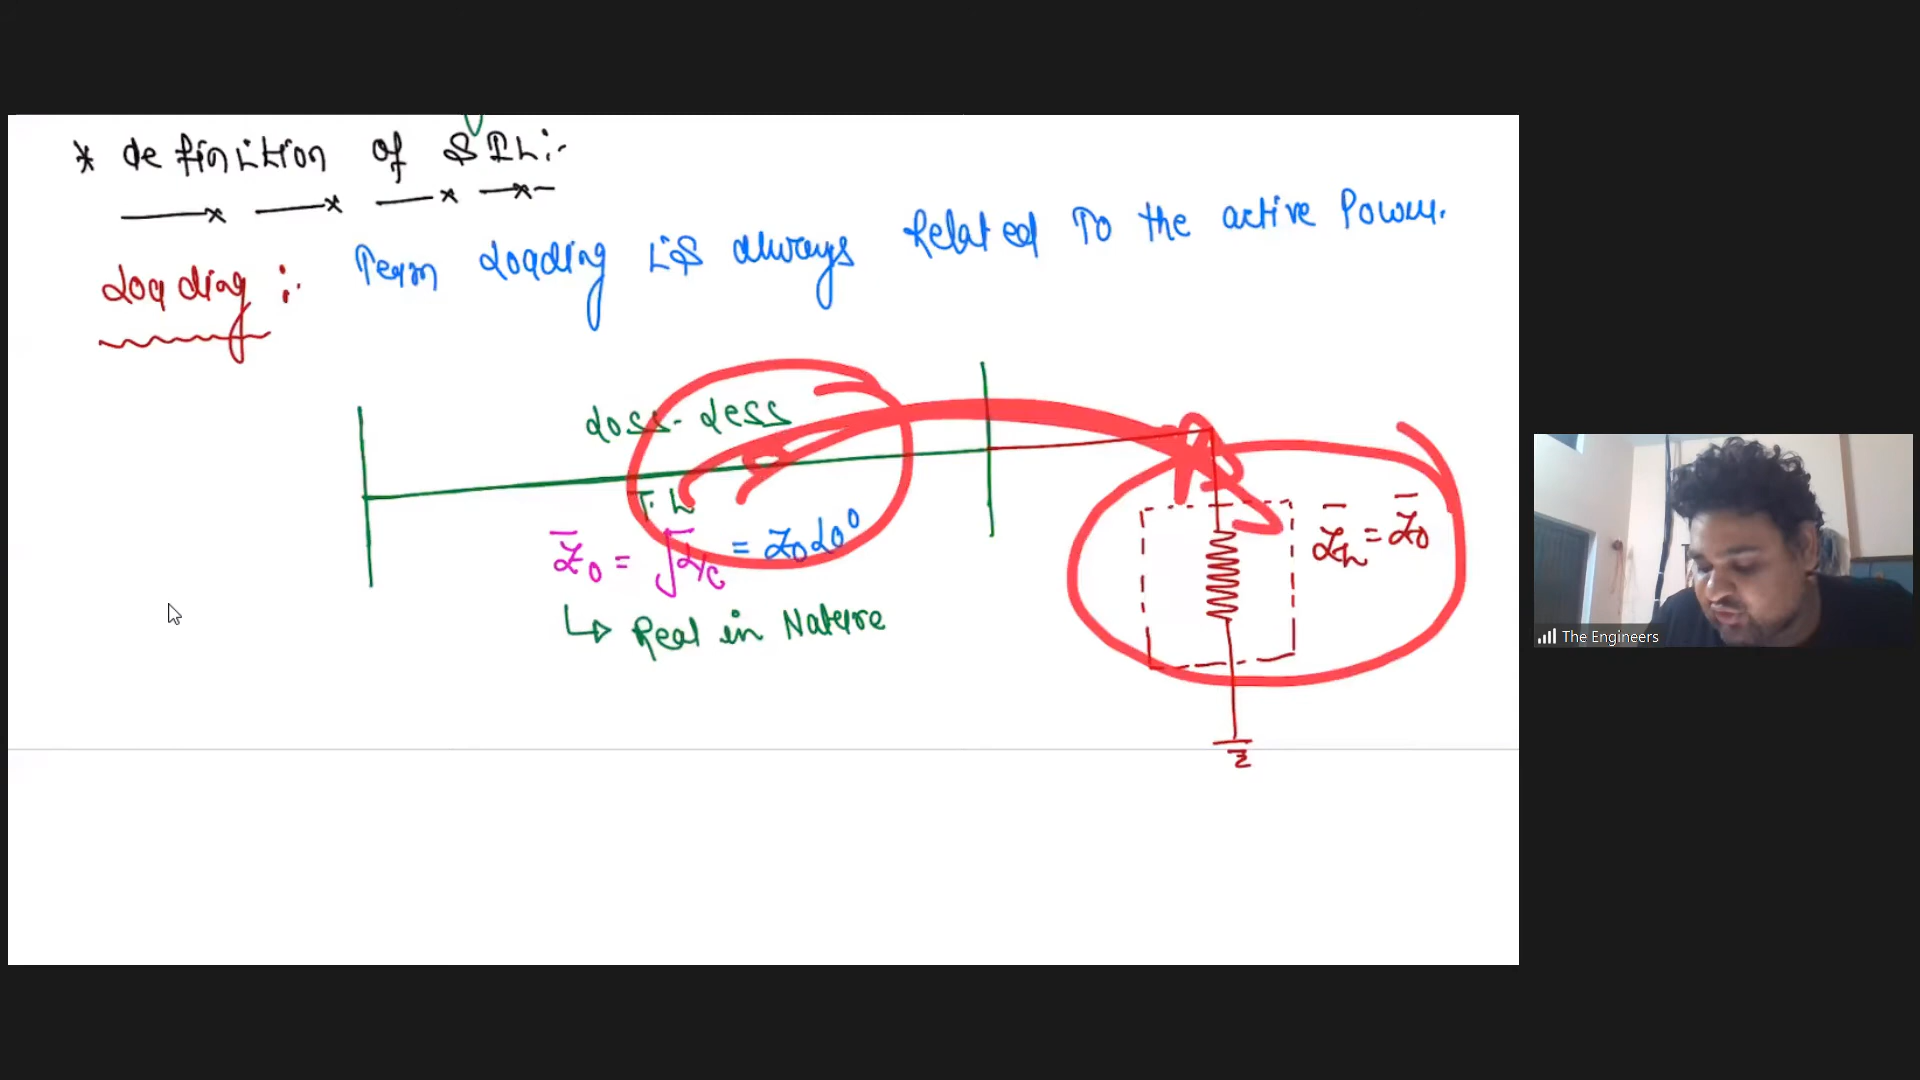 * definition of SIL:-
Loading :-
Term Loading is always Related To the active Power.
Loss-Less
T.L
Z̅₀ = √L/C = Z₀∠0°
↳ Real in Nature
Z̅L = Z̅₀
The Engineers